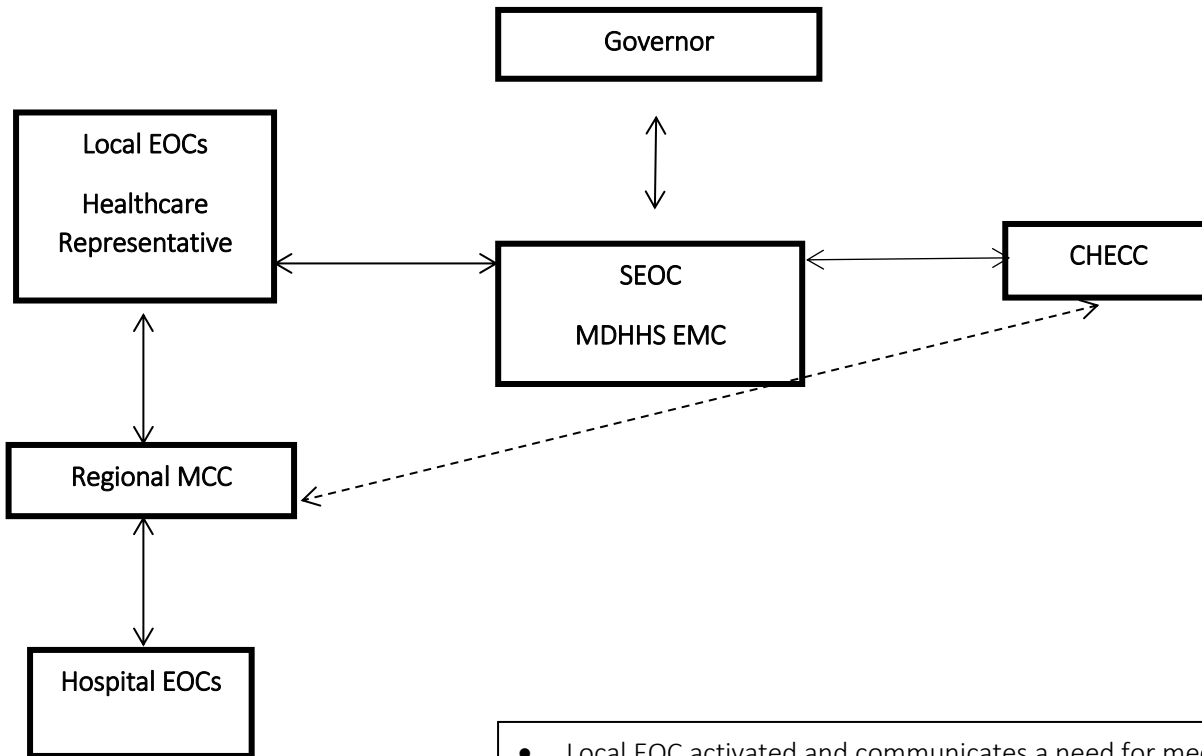 Governor
Local EOCs
Healthcare
Representative
SEOC
MDHHS EMC
CHECC
Regional MCC
Hospital EOCs
• Local EOC activated and communicates a need for